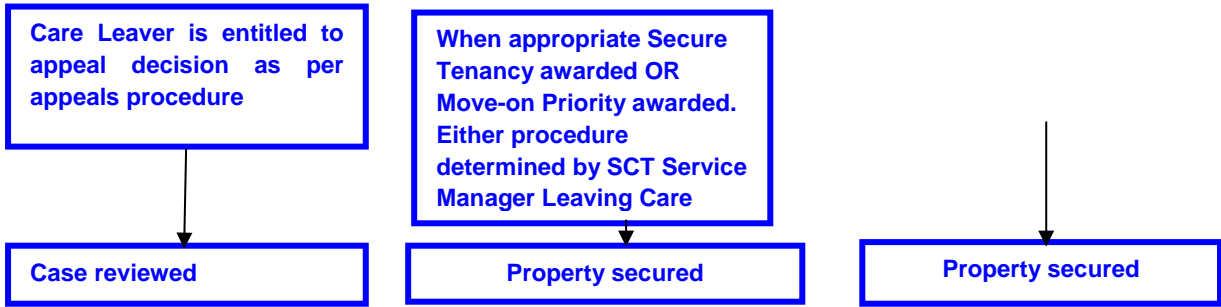 Care Leaver is entitled to
appeal decision as per
appeals procedure
When appropriate Secure
Tenancy awarded OR
Move-on Priority awarded.
Either procedure
determined by SCT Service
Manager Leaving Care
Case reviewed
Property secured
Property secured